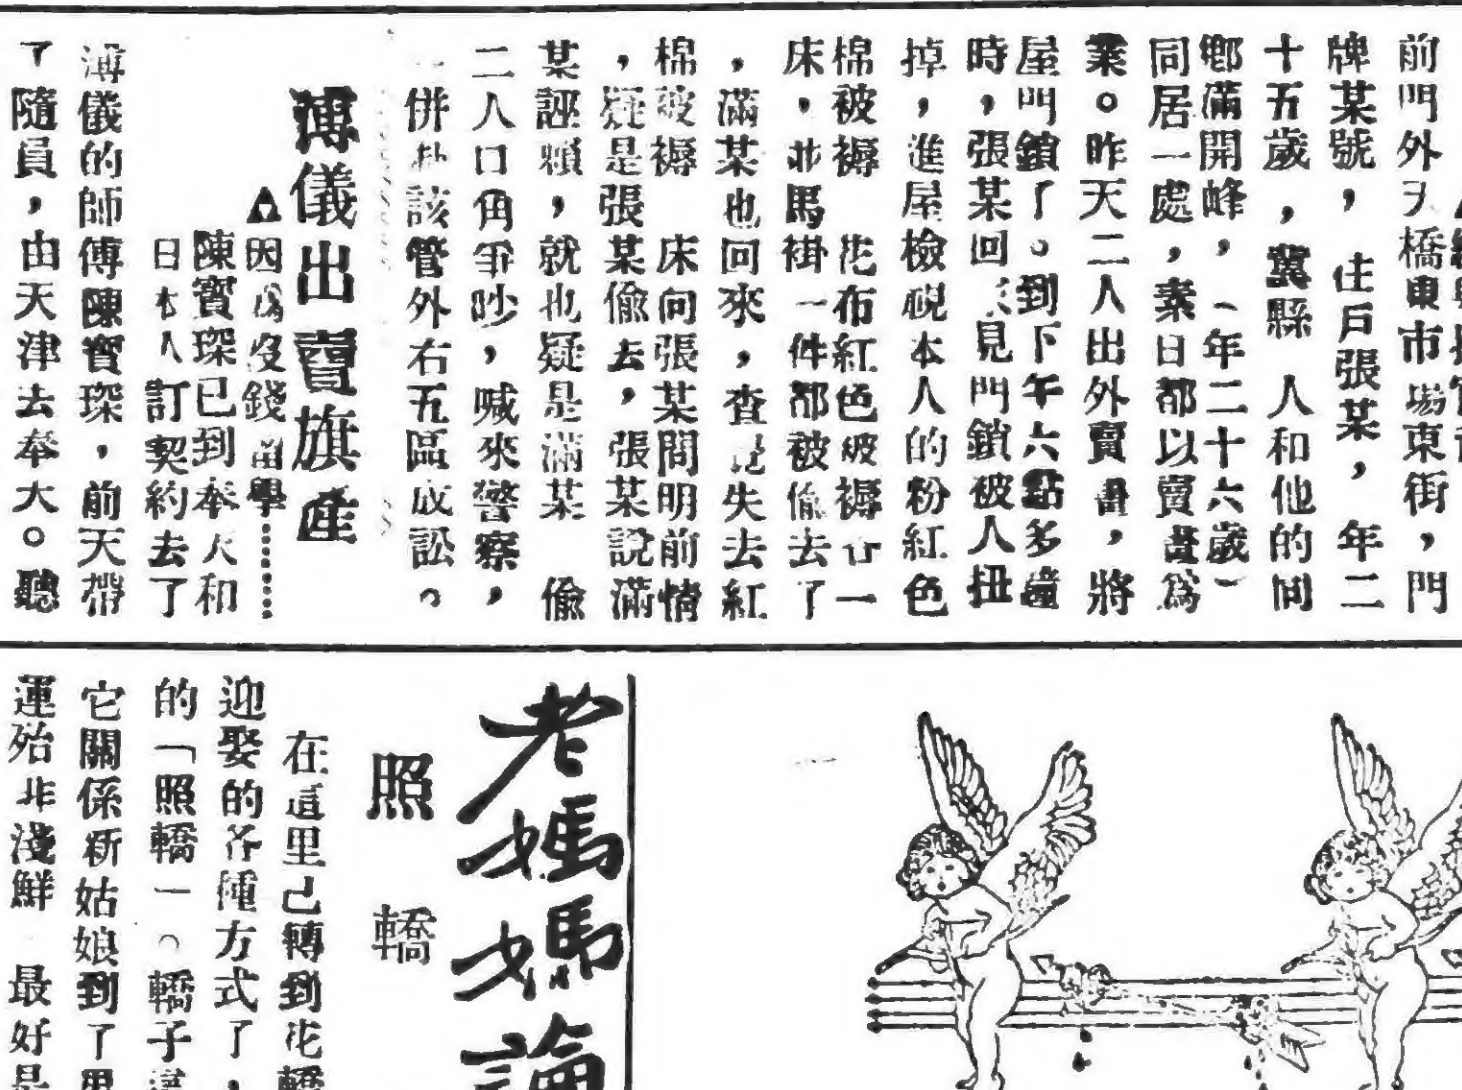 前門外天橋東市場東街，門
牌某號，住戶張某，年二
十五歲，冀縣人和他的同
鄉滿開峰，（年二十六歲）
同居一處，素日都以賣畫為
業。昨天二人出外賣畫，將
屋門鎖了。到下午六點多鐘
時，張某回來見門鎖被人扭
掉，進屋檢視本人的粉紅色
棉被褥 花布紅色被褥各一
床，非馬褂一件都被偷去了
，滿某也回來，查覺失去紅
棉被褥 床向張某問明前情
，疑是張某偷去，張某說滿
某誣賴，就也疑是滿某 偷
二人口角爭吵，喊來警察，
一併 該管外右五區成訟。
溥儀出賣旗產
▲因為沒錢留學………
陳寶琛已到奉天和
日本人訂契約去了
溥儀的師傅陳寶琛，前天帶
了隨員，由天津去奉天。聽
老媽媽論
照轎
在這里己轉到花轎
迎娶的各種方式了，
的「照轎一。轎子
它關係新姑娘到了
運殆非淺鮮 最好是